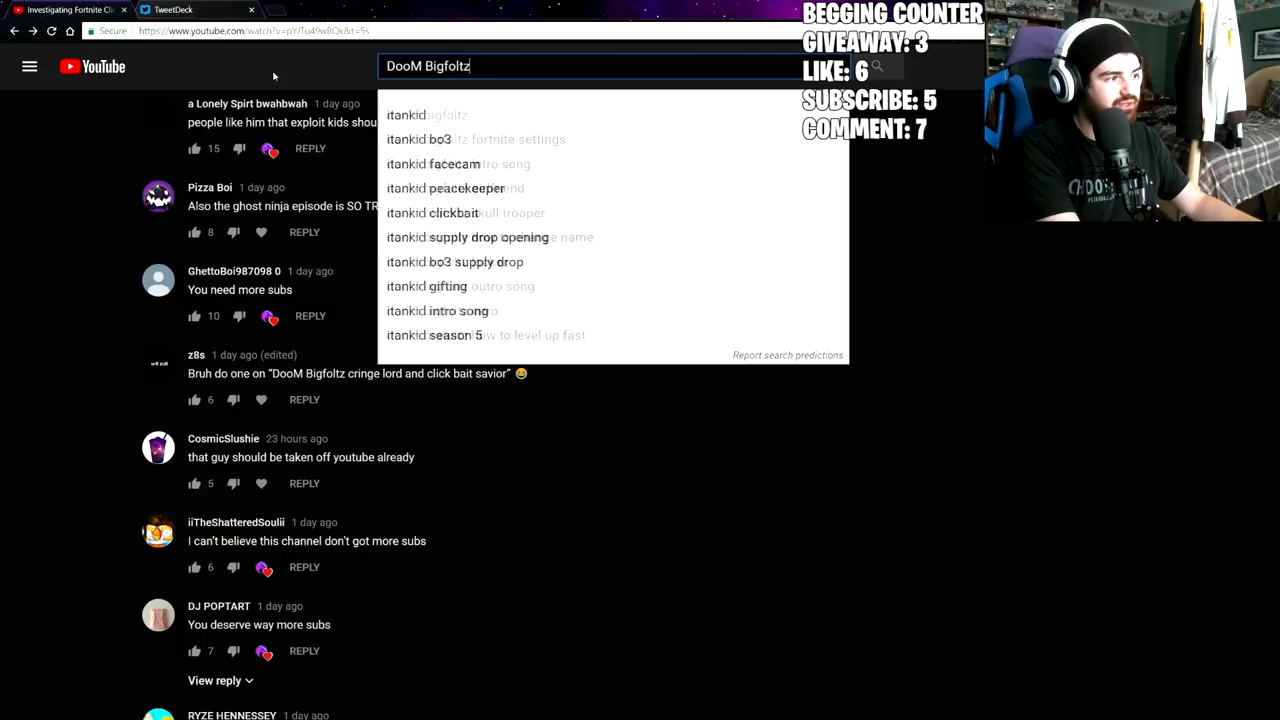 Investigating Fortnite Cli
TweetDeck
Secure
https://www.youtube.com/watch?v=pYJTu49wBQk&t=5s
YouTube
DooM Bigfoltz
BEGGING COUNTER
GIVEAWAY: 3
LIKE: 6
SUBSCRIBE: 5
COMMENT: 7
itankid
itankid bo3
itankid facecam
itankid peacekeeper
itankid clickbait
itankid supply drop opening
itankid bo3 supply drop
itankid gifting
itankid intro song
itankid season 5
Report search predictions
a Lonely Spirt bwahbwah 1 day ago
people like him that exploit kids shou
15 REPLY
Pizza Boi 1 day ago
Also the ghost ninja episode is SO TR
8 REPLY
GhettoBoi987098 0 1 day ago
You need more subs
10 REPLY
z8s 1 day ago (edited)
Bruh do one on “DooM Bigfoltz cringe lord and click bait savior” 😂
6 REPLY
CosmicSlushie 23 hours ago
that guy should be taken off youtube already
5 REPLY
iiTheShatteredSoulii 1 day ago
I can't believe this channel don't got more subs
6 REPLY
DJ POPTART 1 day ago
You deserve way more subs
7 REPLY
View reply
RYZE HENNESSEY 1 day ago